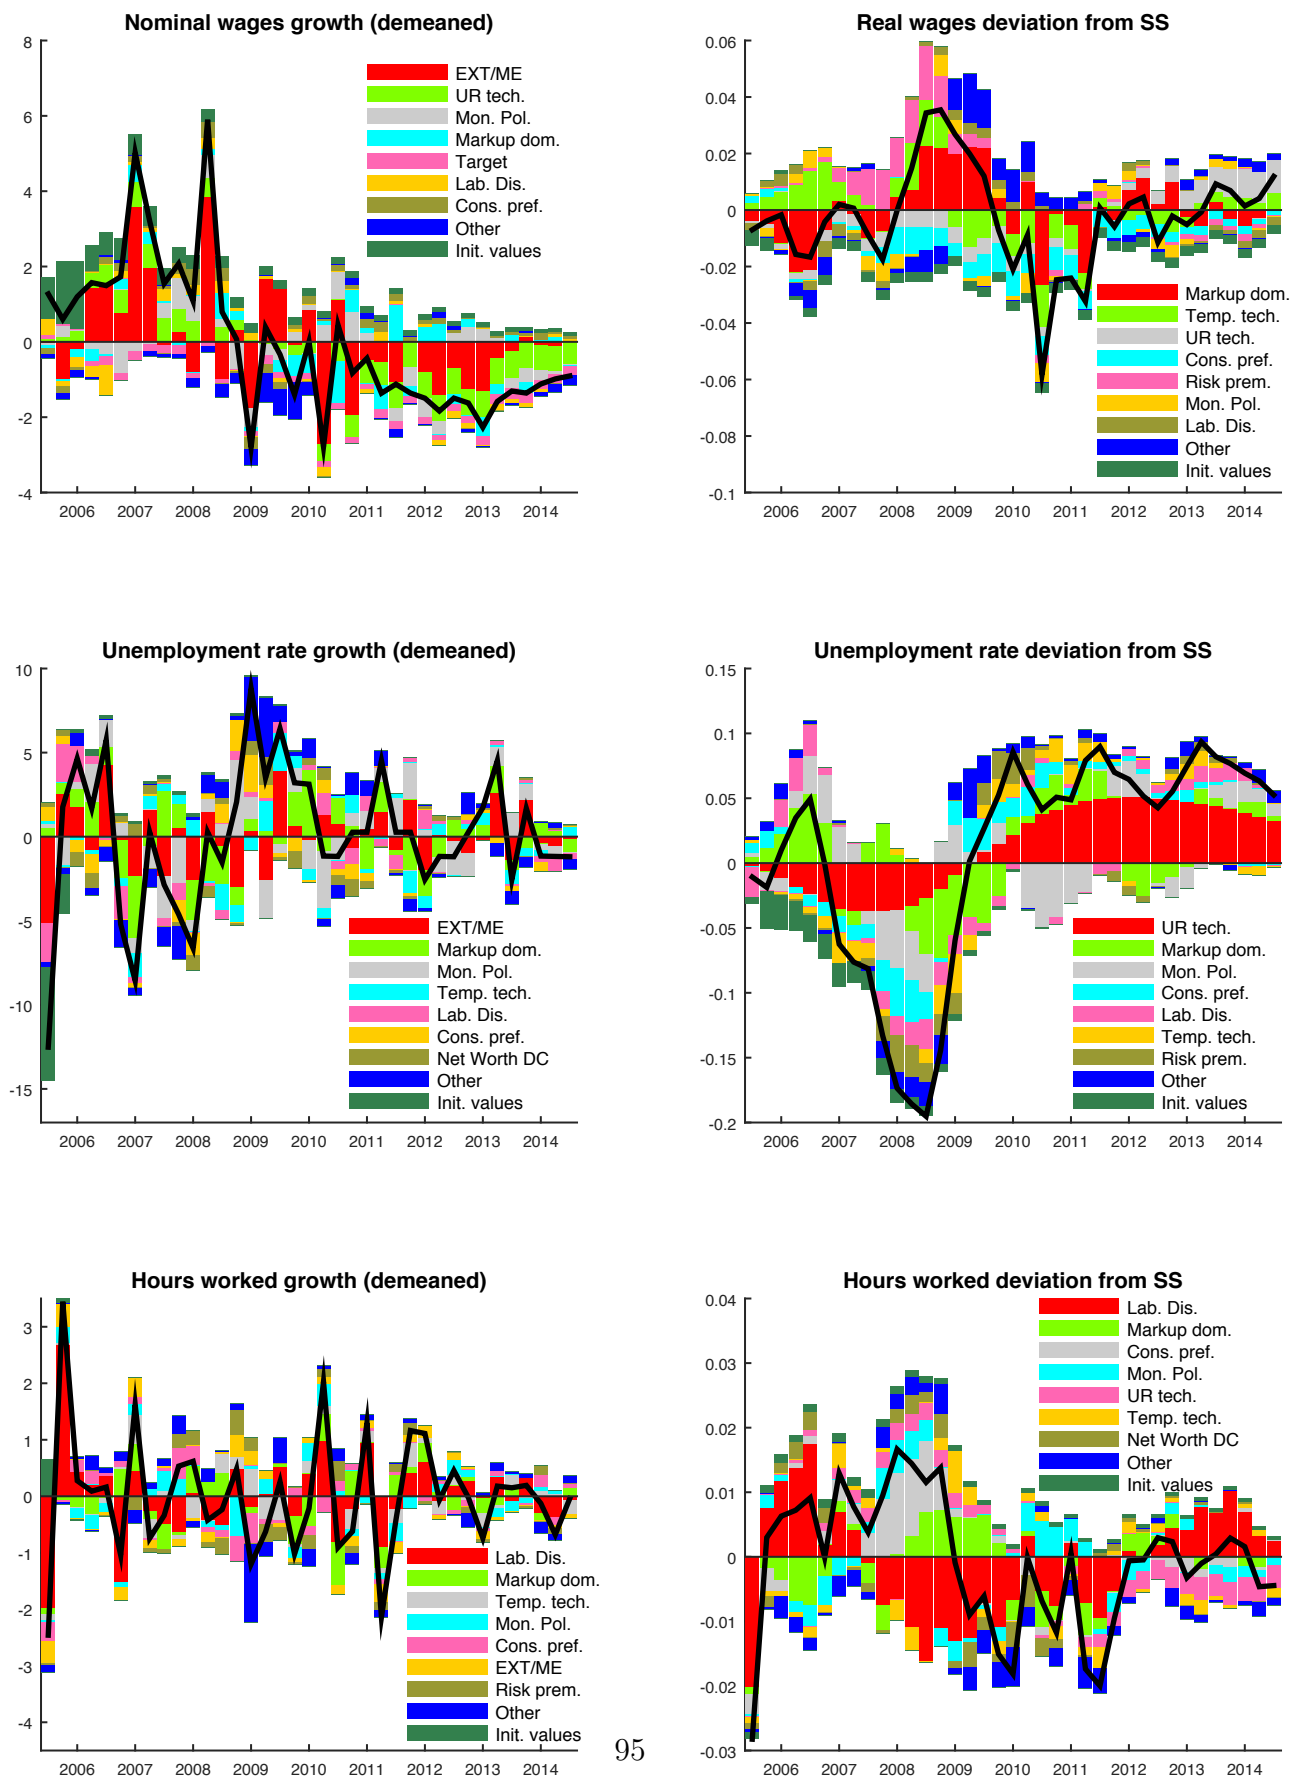 Nominal wages growth (demeaned)
8
6
4
2
0
-2
-4
EXT/ME
UR tech.
Mon. Pol.
Markup dom.
Target
Lab. Dis.
Cons. pref.
Other
Init. values
2006 2007 2008 2009 2010 2011 2012 2013 2014
Real wages deviation from SS
0.06
0.04
0.02
0
-0.02
-0.04
-0.06
-0.08
-0.1
Markup dom.
Temp. tech.
UR tech.
Cons. pref.
Risk prem.
Mon. Pol.
Lab. Dis.
Other
Init. values
2006 2007 2008 2009 2010 2011 2012 2013 2014
Unemployment rate growth (demeaned)
10
5
0
-5
-10
-15
EXT/ME
Markup dom.
Mon. Pol.
Temp. tech.
Lab. Dis.
Cons. pref.
Net Worth DC
Other
Init. values
2006 2007 2008 2009 2010 2011 2012 2013 2014
Unemployment rate deviation from SS
0.15
0.1
0.05
0
-0.05
-0.1
-0.15
-0.2
UR tech.
Markup dom.
Mon. Pol.
Cons. pref.
Lab. Dis.
Temp. tech.
Risk prem.
Other
Init. values
2006 2007 2008 2009 2010 2011 2012 2013 2014
Hours worked growth (demeaned)
3
2
1
0
-1
-2
-3
-4
Lab. Dis.
Markup dom.
Temp. tech.
Mon. Pol.
Cons. pref.
EXT/ME
Risk prem.
Other
Init. values
2006 2007 2008 2009 2010 2011 2012 2013 2014
Hours worked deviation from SS
0.04
0.03
0.02
0.01
0
-0.01
-0.02
-0.03
Lab. Dis.
Markup dom.
Cons. pref.
Mon. Pol.
UR tech.
Temp. tech.
Net Worth DC
Other
Init. values
2006 2007 2008 2009 2010 2011 2012 2013 2014
95